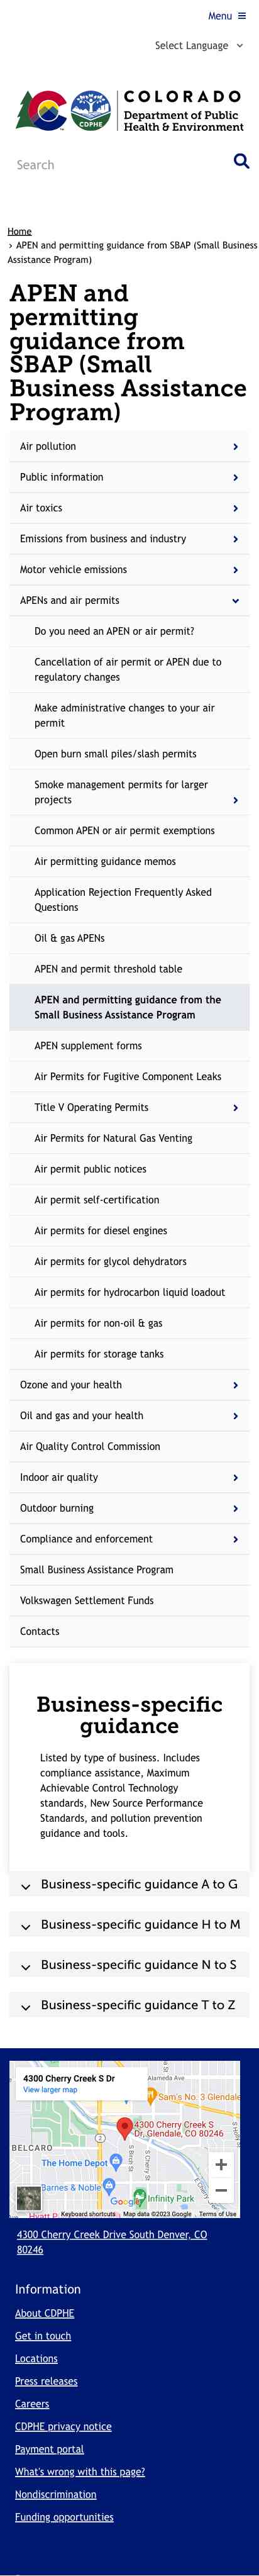 Menu
Select Language
COLORADO
Department of Public
Health & Environment
CDPHE
Search
Home
› APEN and permitting guidance from SBAP (Small Business
Assistance Program)
APEN and
permitting
guidance from
SBAP (Small
Business Assistance
Program)
Air pollution
Public information
Air toxics
Emissions from business and industry
Motor vehicle emissions
APENs and air permits
Do you need an APEN or air permit?
Cancellation of air permit or APEN due to
regulatory changes
Make administrative changes to your air
permit
Open burn small piles/slash permits
Smoke management permits for larger
projects
Common APEN or air permit exemptions
Air permitting guidance memos
Application Rejection Frequently Asked
Questions
Oil & gas APENs
APEN and permit threshold table
APEN and permitting guidance from the
Small Business Assistance Program
APEN supplement forms
Air Permits for Fugitive Component Leaks
Title V Operating Permits
Air Permits for Natural Gas Venting
Air permit public notices
Air permit self-certification
Air permits for diesel engines
Air permits for glycol dehydrators
Air permits for hydrocarbon liquid loadout
Air permits for non-oil & gas
Air permits for storage tanks
Ozone and your health
Oil and gas and your health
Air Quality Control Commission
Indoor air quality
Outdoor burning
Compliance and enforcement
Small Business Assistance Program
Volkswagen Settlement Funds
Contacts
Business-specific
guidance
Listed by type of business. Includes
compliance assistance, Maximum
Achievable Control Technology
standards, New Source Performance
Standards, and pollution prevention
guidance and tools.
Business-specific guidance A to G
Business-specific guidance H to M
Business-specific guidance N to S
Business-specific guidance T to Z
4300 Cherry Creek S Dr
View larger map
Sam's No. 3 Glendale
4300 Cherry Creek S
Dr, Glendale, CO 80246
BELCARO
The Home Depot
Barnes & Noble
Infinity Park
Google
Hyatt
Keyboard shortcuts
Map data ©2023 Google
Terms of Use
4300 Cherry Creek Drive South Denver, CO
80246
Information
About CDPHE
Get in touch
Locations
Press releases
Careers
CDPHE privacy notice
Payment portal
What's wrong with this page?
Nondiscrimination
Funding opportunities